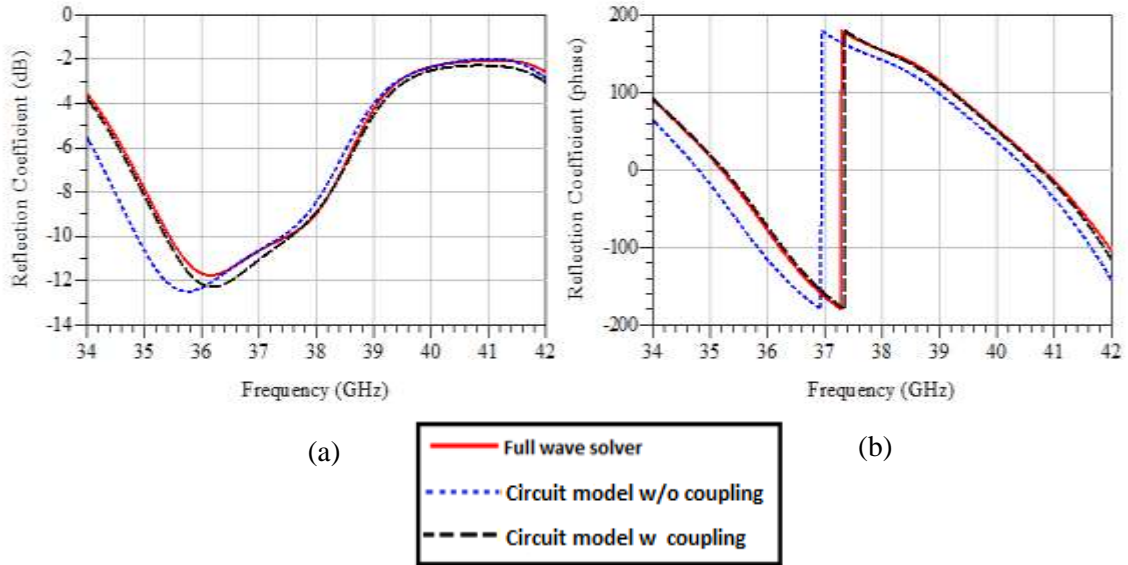 Reflection Coefficient (dB)
0
-2
-4
-6
-8
-10
-12
-14
34 35 36 37 38 39 40 41 42
Frequency (GHz)
(a)
Reflection Coefficient (phase)
200
100
0
-100
-200
34 35 36 37 38 39 40 41 42
Frequency (GHz)
(b)
Full wave solver
Circuit model w/o coupling
Circuit model w coupling